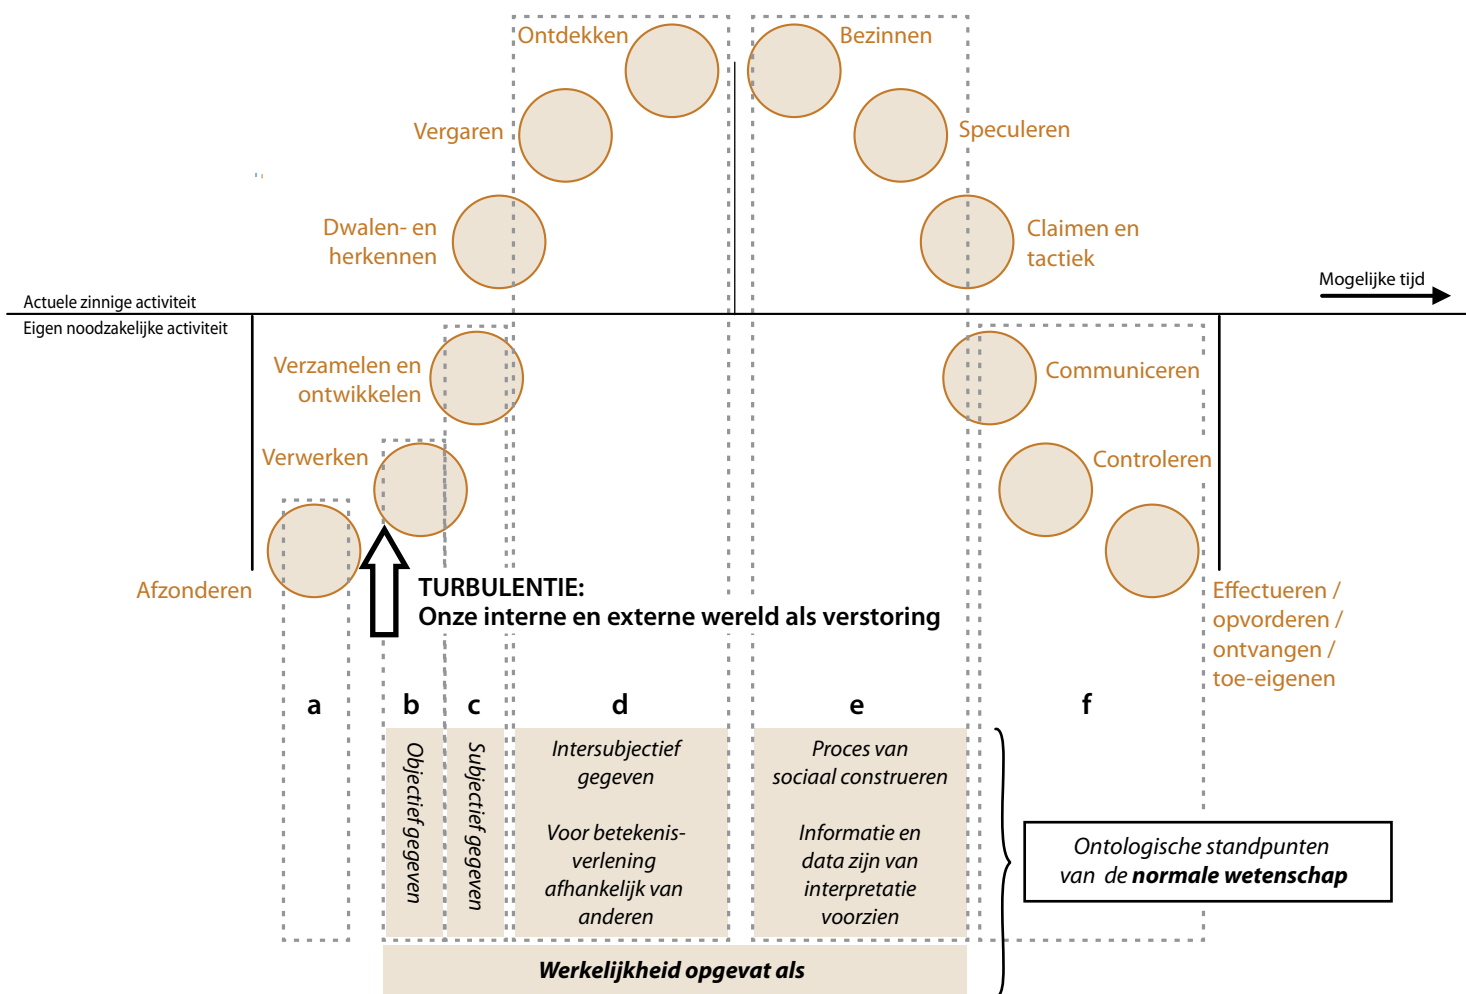 Ontdekken
Bezinnen
Vergaren
Speculeren
Dwalen- en
herkennen
Claimen en
tactiek
Mogelijke tijd
Actuele zinnige activiteit
Eigen noodzakelijke activiteit
Verzamelen en
ontwikkelen
Communiceren
Verwerken
Controleren
Afzonderen
TURBULENTIE:
Onze interne en externe wereld als verstoring
Effectueren /
opvorderen /
ontvangen /
toe-eigenen
a
b
c
d
e
f
Objectief gegeven
Subjectief gegeven
Intersubjectief
gegeven
Voor betekenis-
verlening
afhankelijk van
anderen
Proces van
sociaal construeren
Informatie en
data zijn van
interpretatie
voorzien
Ontologische standpunten
van de normale wetenschap
Werkelijkheid opgevat als